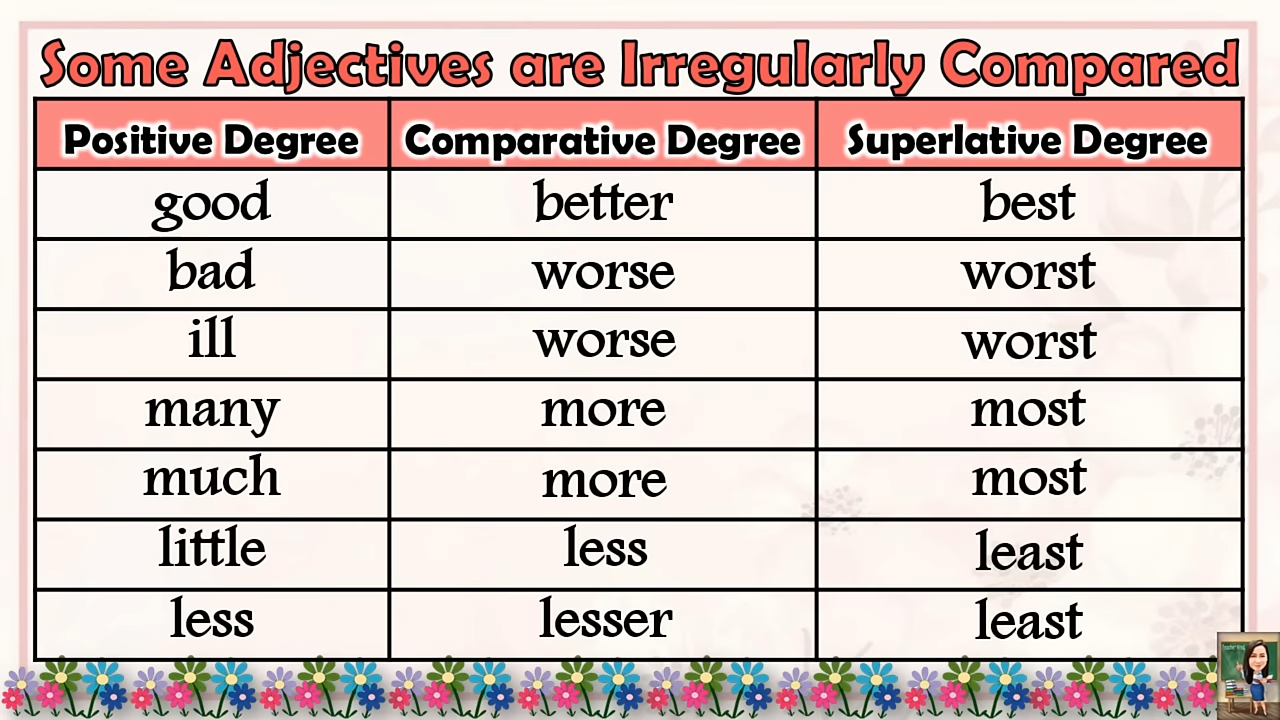 Some Adjectives are Irregularly Compared
Positive Degree Comparative Degree Superlative Degree
good better best
bad worse worst
ill worse worst
many more most
much more most
little less least
less lesser least